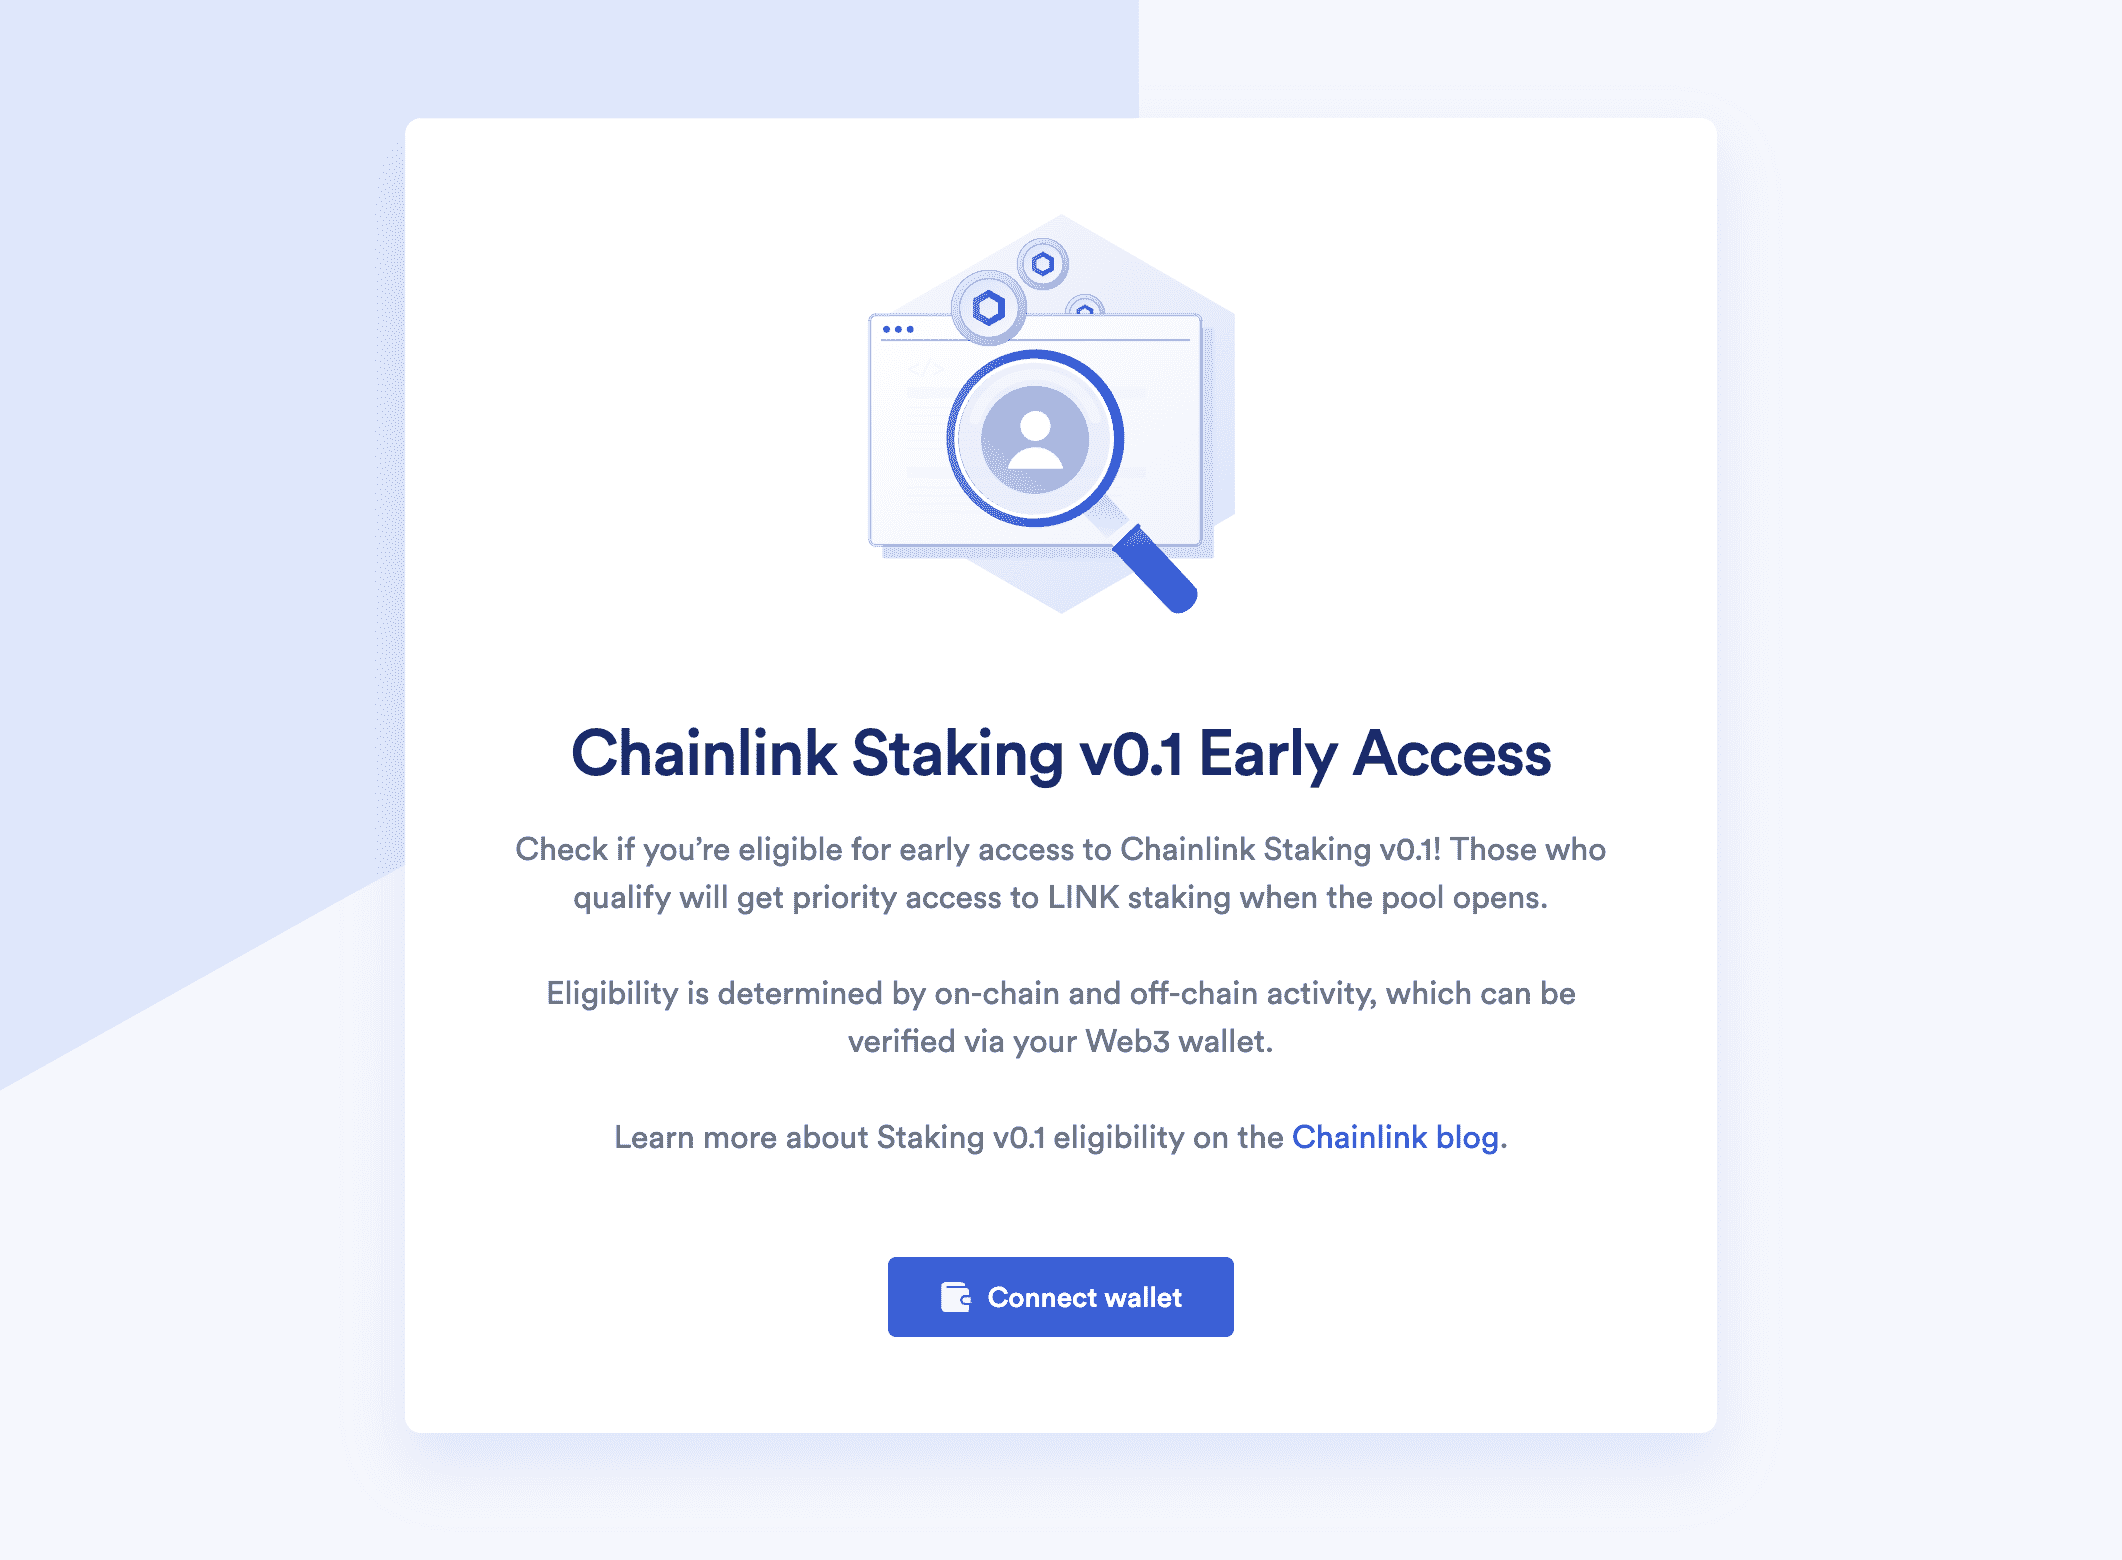 Chainlink Staking v0.1 Early Access
Check if you’re eligible for early access to Chainlink Staking v0.1! Those who
qualify will get priority access to LINK staking when the pool opens.
Eligibility is determined by on-chain and off-chain activity, which can be
verified via your Web3 wallet.
Learn more about Staking v0.1 eligibility on the Chainlink blog.
Connect wallet